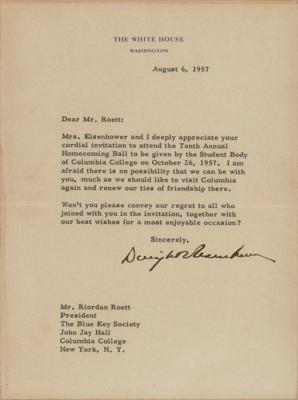 THE WHITE HOUSE
WASHINGTON
August 6, 1957
Dear Mr. Roett:
Mrs. Eisenhower and I deeply appreciate your
cordial invitation to attend the Tenth Annual
Homecoming Ball to be given by the Student Body
of Columbia College on October 26, 1957. I am
afraid there is no possibility that we can be with
you, much as we should like to visit Columbia
again and renew our ties of friendship there.
Won't you please convey our regret to all who
joined with you in the invitation, together with
our best wishes for a most enjoyable occasion?
Sincerely,
Dwight D Eisenhower
Mr. Riordan Roett
President
The Blue Key Society
John Jay Hall
Columbia College
New York, N. Y.